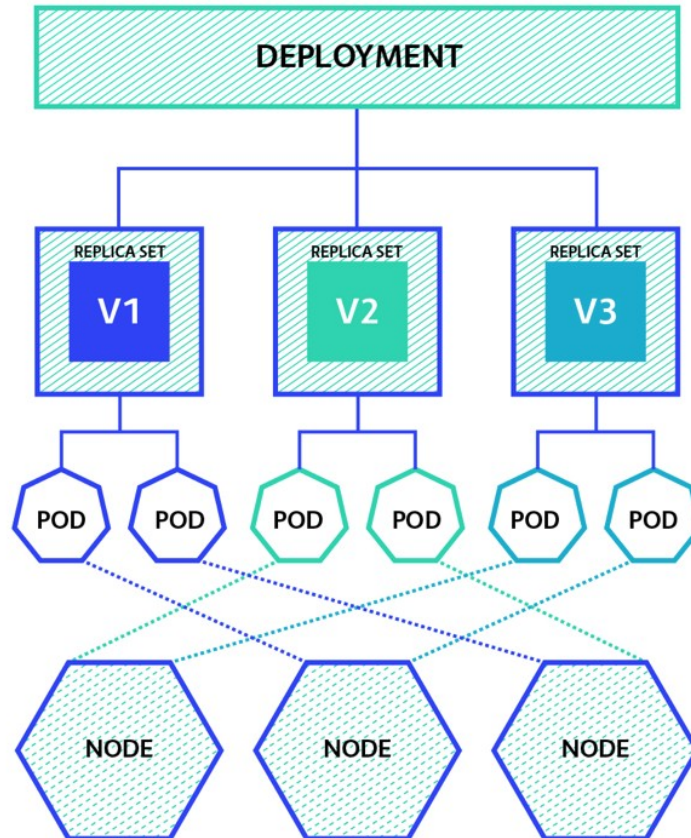 DEPLOYMENT
REPLICA SET
V1
REPLICA SET
V2
REPLICA SET
V3
POD
POD
POD
POD
POD
POD
NODE
NODE
NODE